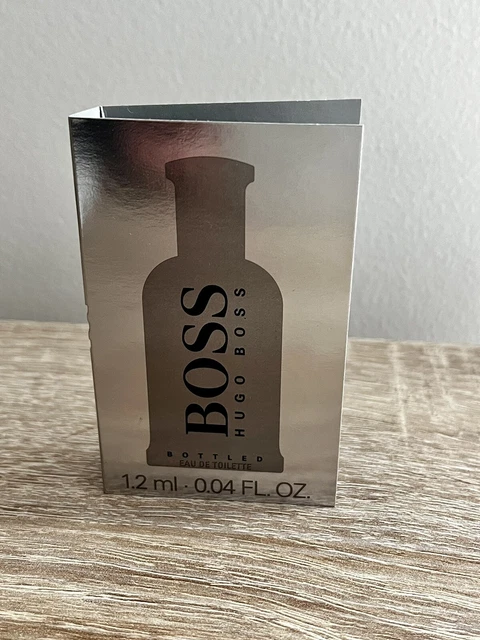 BOSS
HUGO BOSS
BOTTLED
EAU DE TOILETTE
1.2 ml · 0.04 FL. OZ.